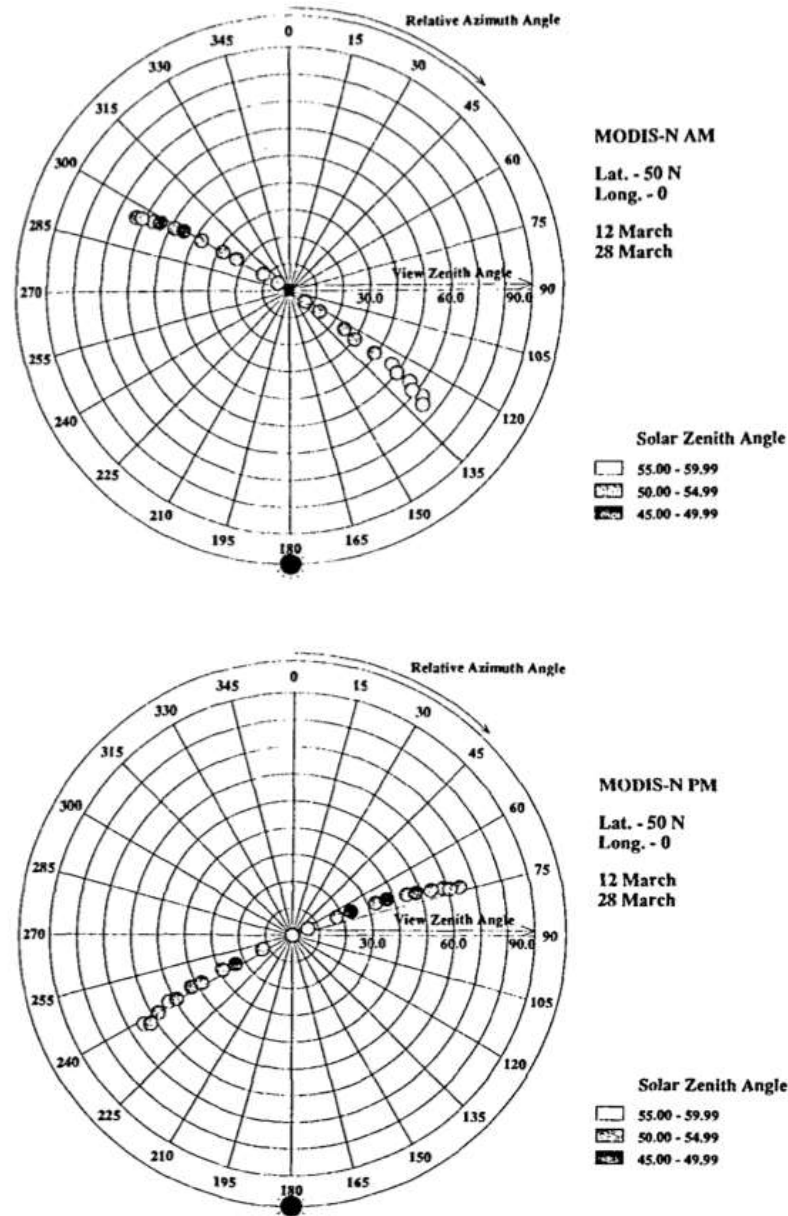 Relative Azimuth Angle
0
15
30
45
60
75
90
105
120
135
150
165
180
195
210
225
240
255
270
285
300
315
330
345
View Zenith Angle
30.0 60.0 90.0
MODIS-N AM
Lat. - 50 N
Long. - 0
12 March
28 March
Solar Zenith Angle
55.00 - 59.99
50.00 - 54.99
45.00 - 49.99
Relative Azimuth Angle
0
15
30
45
60
75
90
105
120
135
150
165
180
195
210
225
240
255
270
285
300
315
330
345
View Zenith Angle
30.0 60.0 90.0
MODIS-N PM
Lat. - 50 N
Long. - 0
12 March
28 March
Solar Zenith Angle
55.00 - 59.99
50.00 - 54.99
45.00 - 49.99